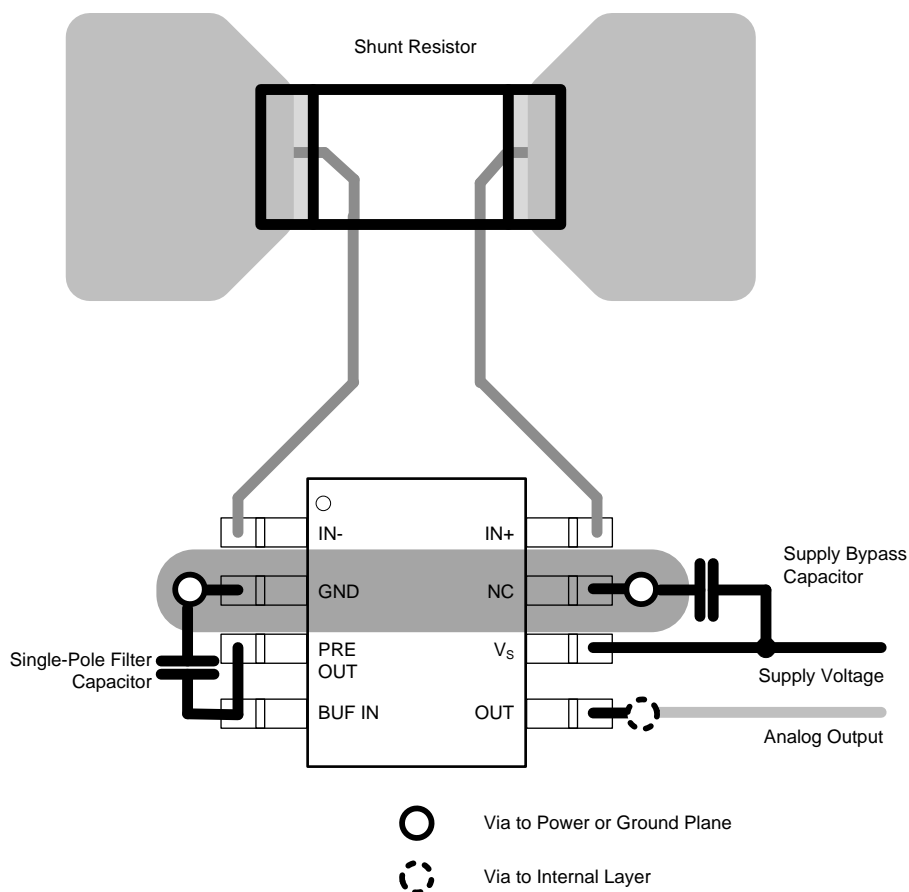 Shunt Resistor
IN-
IN+
GND
NC
Supply Bypass
Capacitor
Single-Pole Filter
Capacitor
PRE
OUT
VS
Supply Voltage
BUF IN
OUT
Analog Output
Via to Power or Ground Plane
Via to Internal Layer